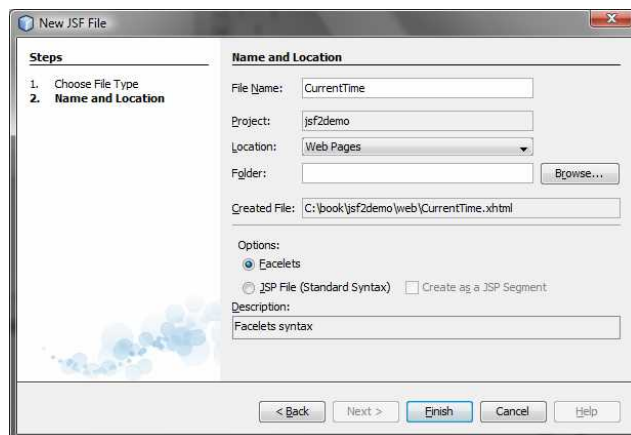 New JSF File
Steps
1. Choose File Type
2. Name and Location
Name and Location
File Name: CurrentTime
Project: jsf2demo
Location: Web Pages
Folder: Browse...
Created File: C:\book\jsf2demo\web\CurrentTime.xhtml
Options:
Facelets
JSP File (Standard Syntax) Create as a JSP Segment
Description:
Facelets syntax
< Back Next > Finish Cancel Help